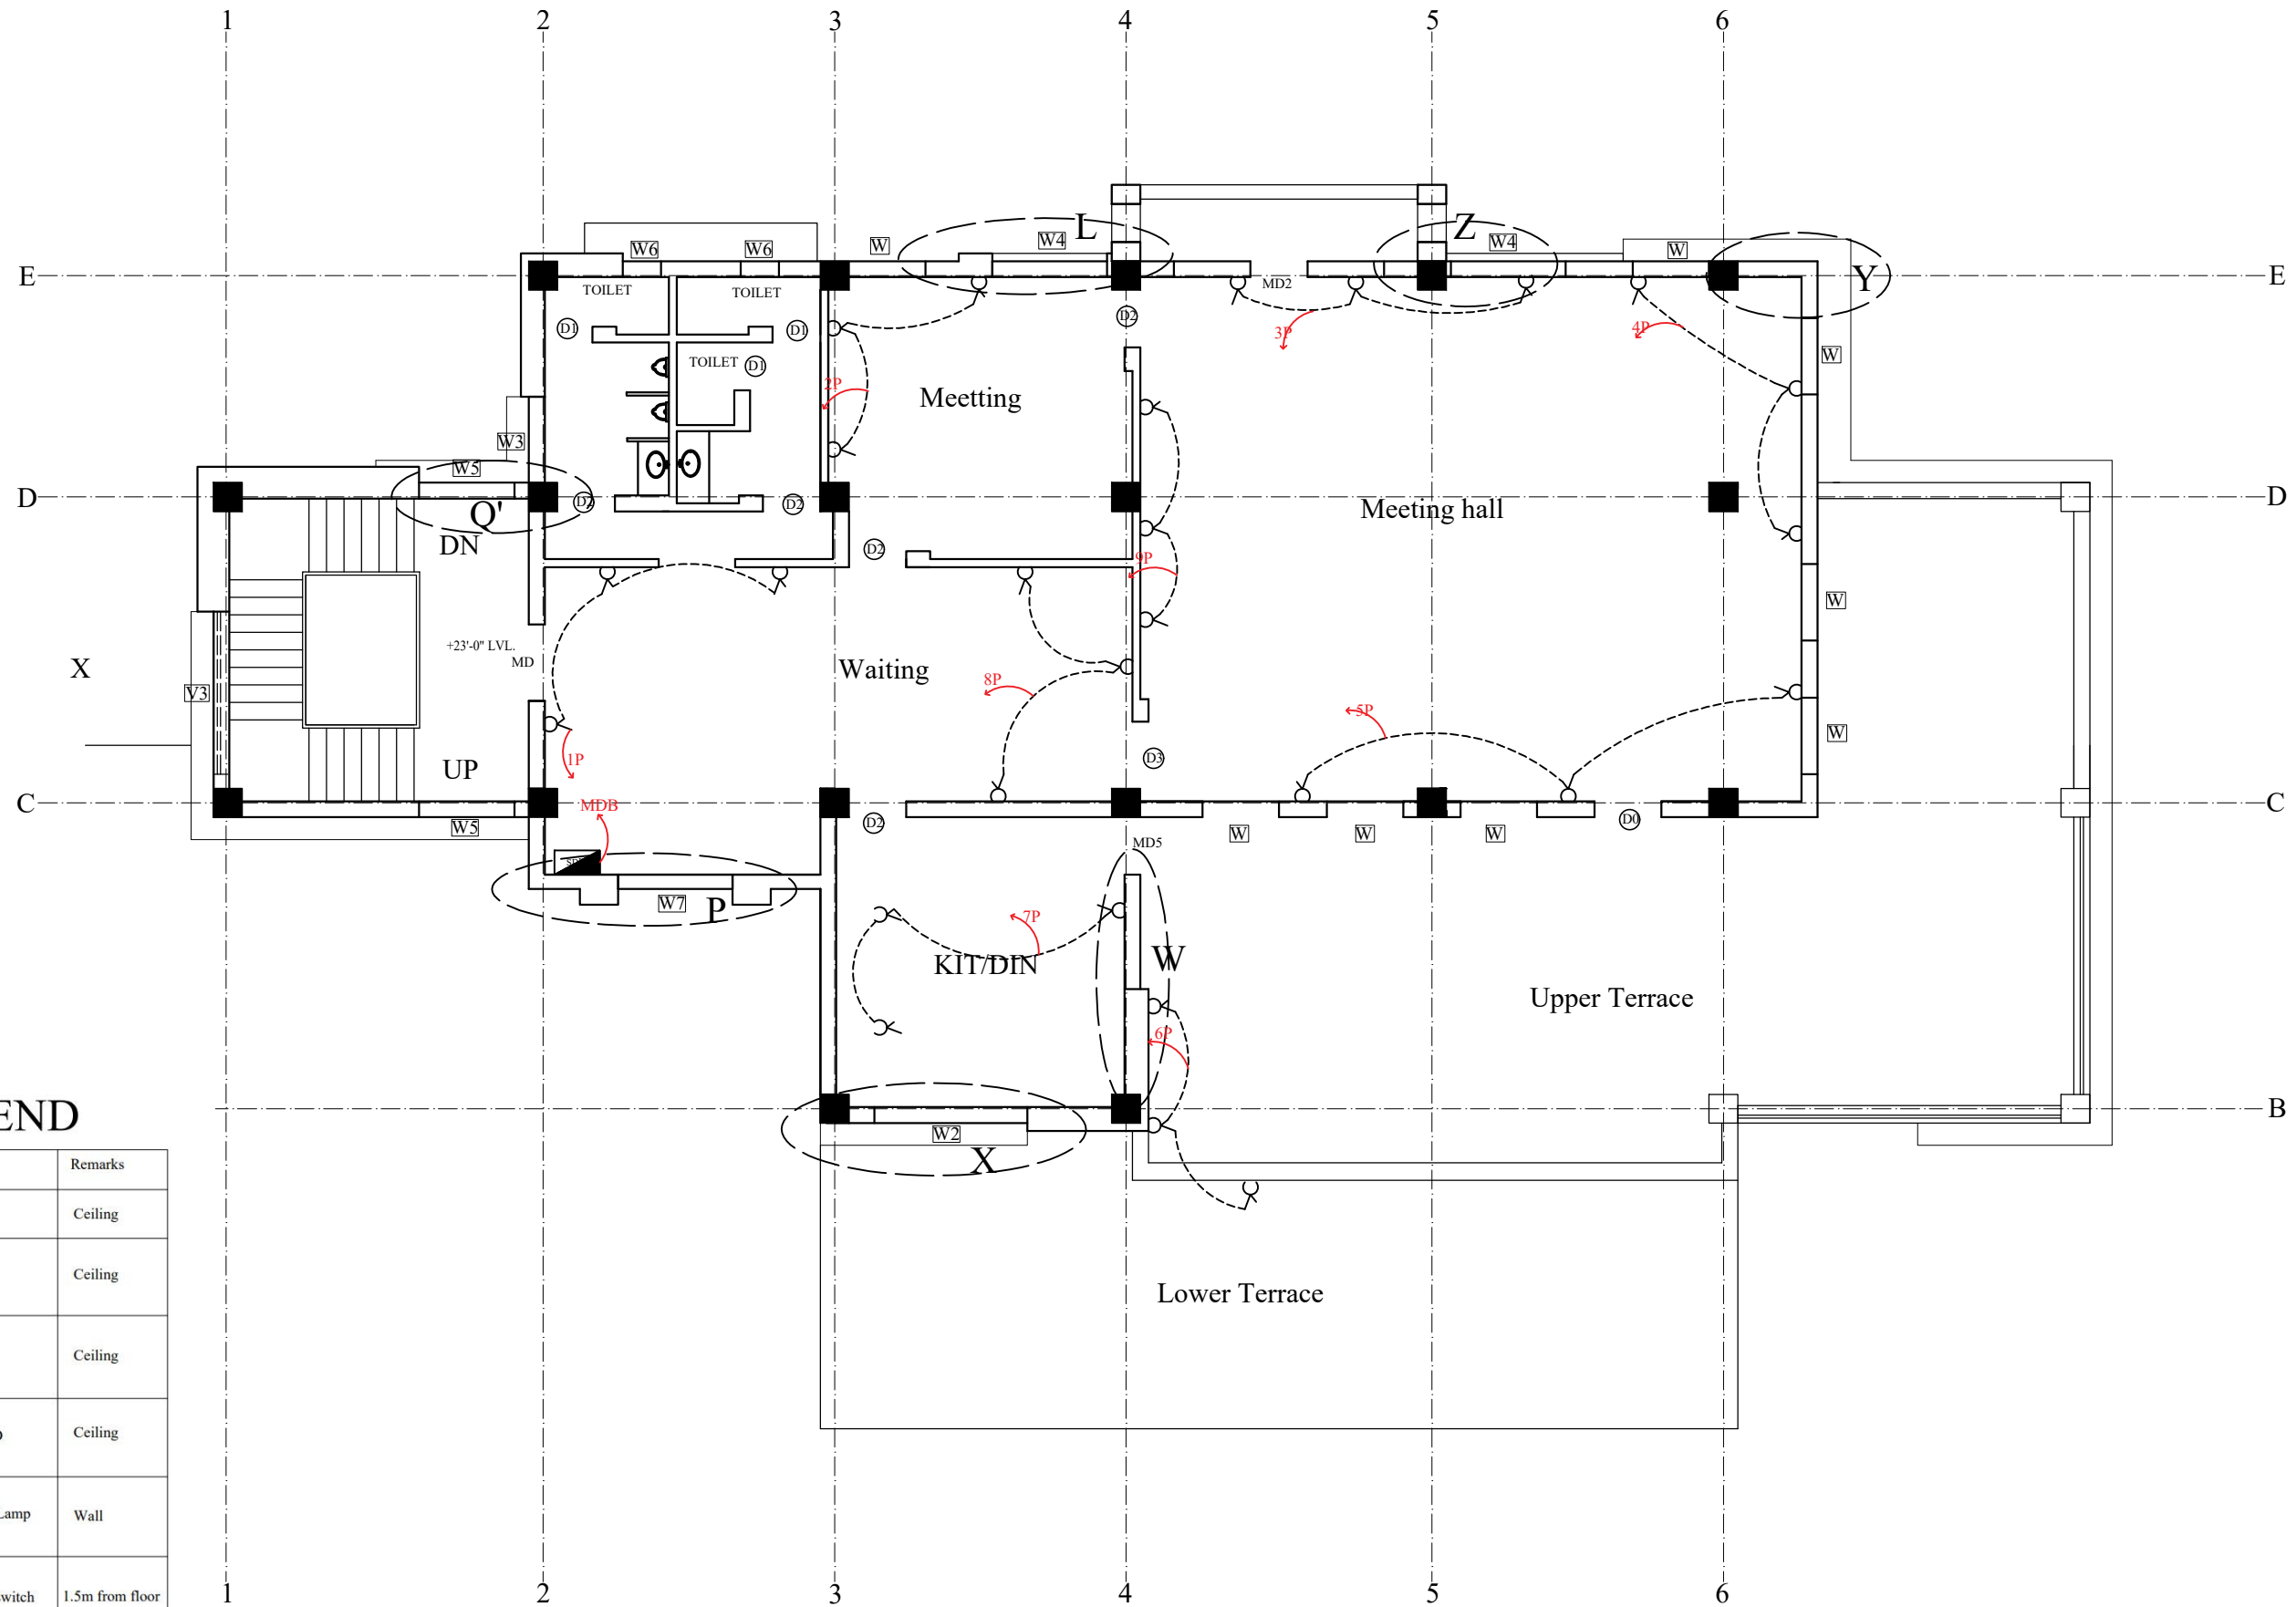 1 2 3 4 5 6
L Z
W6 W6 W W4 W4 W
E MD2 Y E
TOILET TOILET
D1 D1 D2
3P 4P
W
TOILET D1
2P
Meetting
W3
W5
D Q' D2 D2 Meeting hall D
DN
D2 9P
W
+23'-0" LVL.
MD
X Waiting
V3 8P
5P
W
1P D3
UP
C MDB C
W5 D2 D0
W W W
MD5
W7 P
7P
KIT/DIN W
Upper Terrace
6P
B
W2
X
Lower Terrace
END
Remarks
Ceiling
Ceiling
Ceiling
Ceiling
Lamp Wall
witch 1.5m from floor
1 2 3 4 5 6